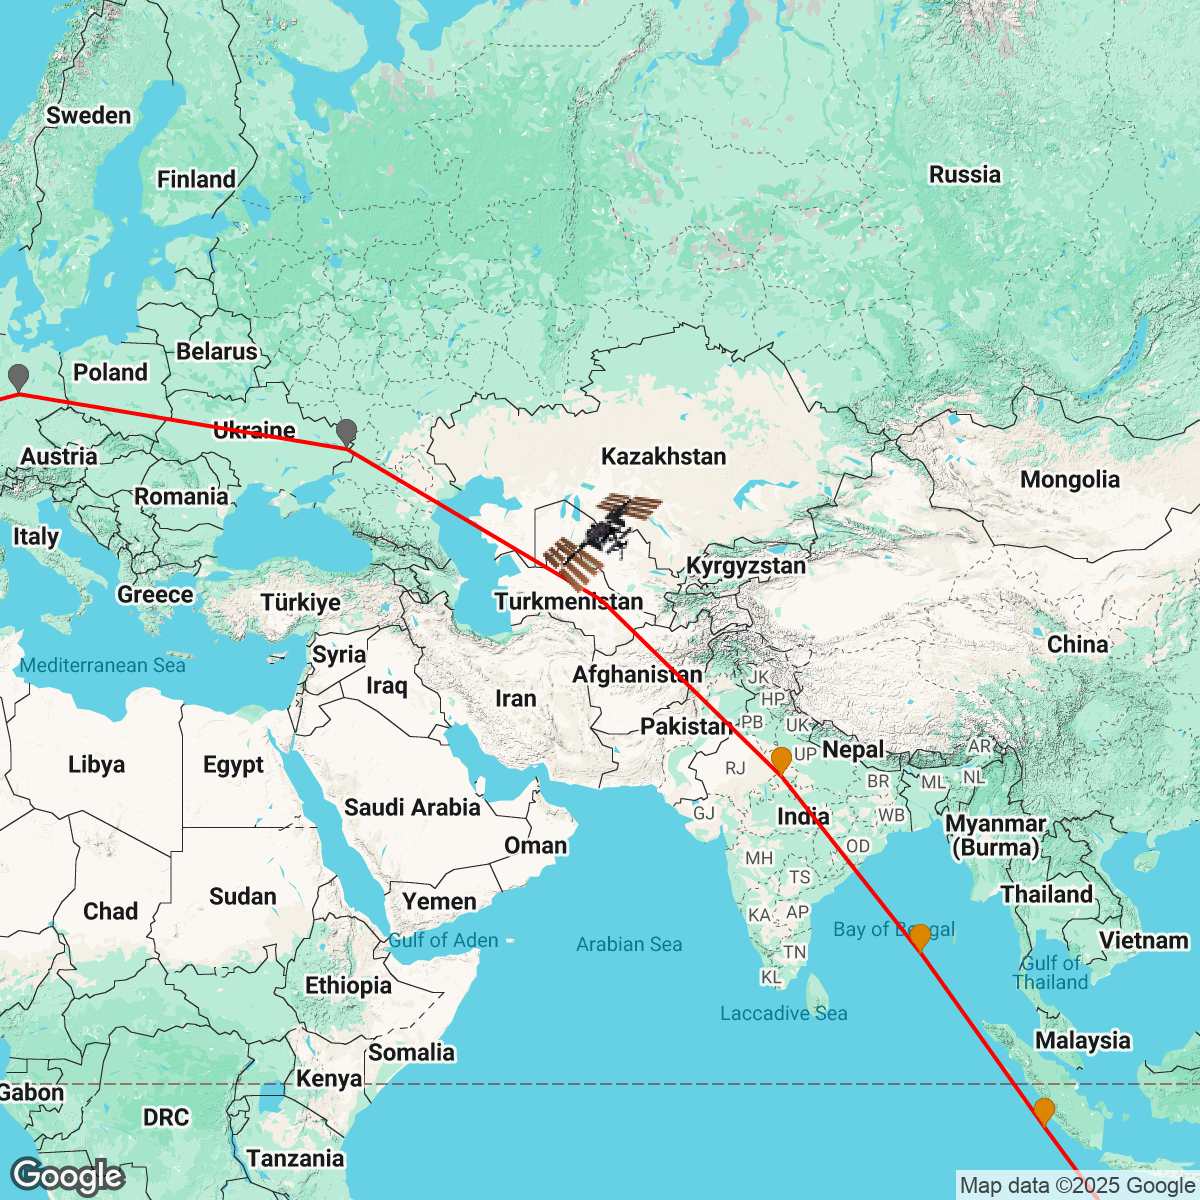 Sweden
Finland
Russia
Belarus
Poland
Ukraine
Austria
Kazakhstan
Mongolia
Romania
Italy
Kyrgyzstan
Greece
Türkiye
Turkmenistan
China
Syria
Mediterranean Sea
Iraq
Afghanistan
JK
Iran
HP
Pakistan
PB
UK
Nepal
AR
UP
Libya
Egypt
RJ
BR
ML
NL
Saudi Arabia
GJ
India
WB
Myanmar
(Burma)
Oman
OD
MH
TS
Sudan
Thailand
Yemen
Chad
KA
AP
Bay of Bengal
Gulf of Aden
Arabian Sea
Vietnam
TN
Gulf of
Thailand
Ethiopia
KL
Laccadive Sea
Malaysia
Somalia
Kenya
Gabon
DRC
Tanzania
Google
Map data ©2025 Google